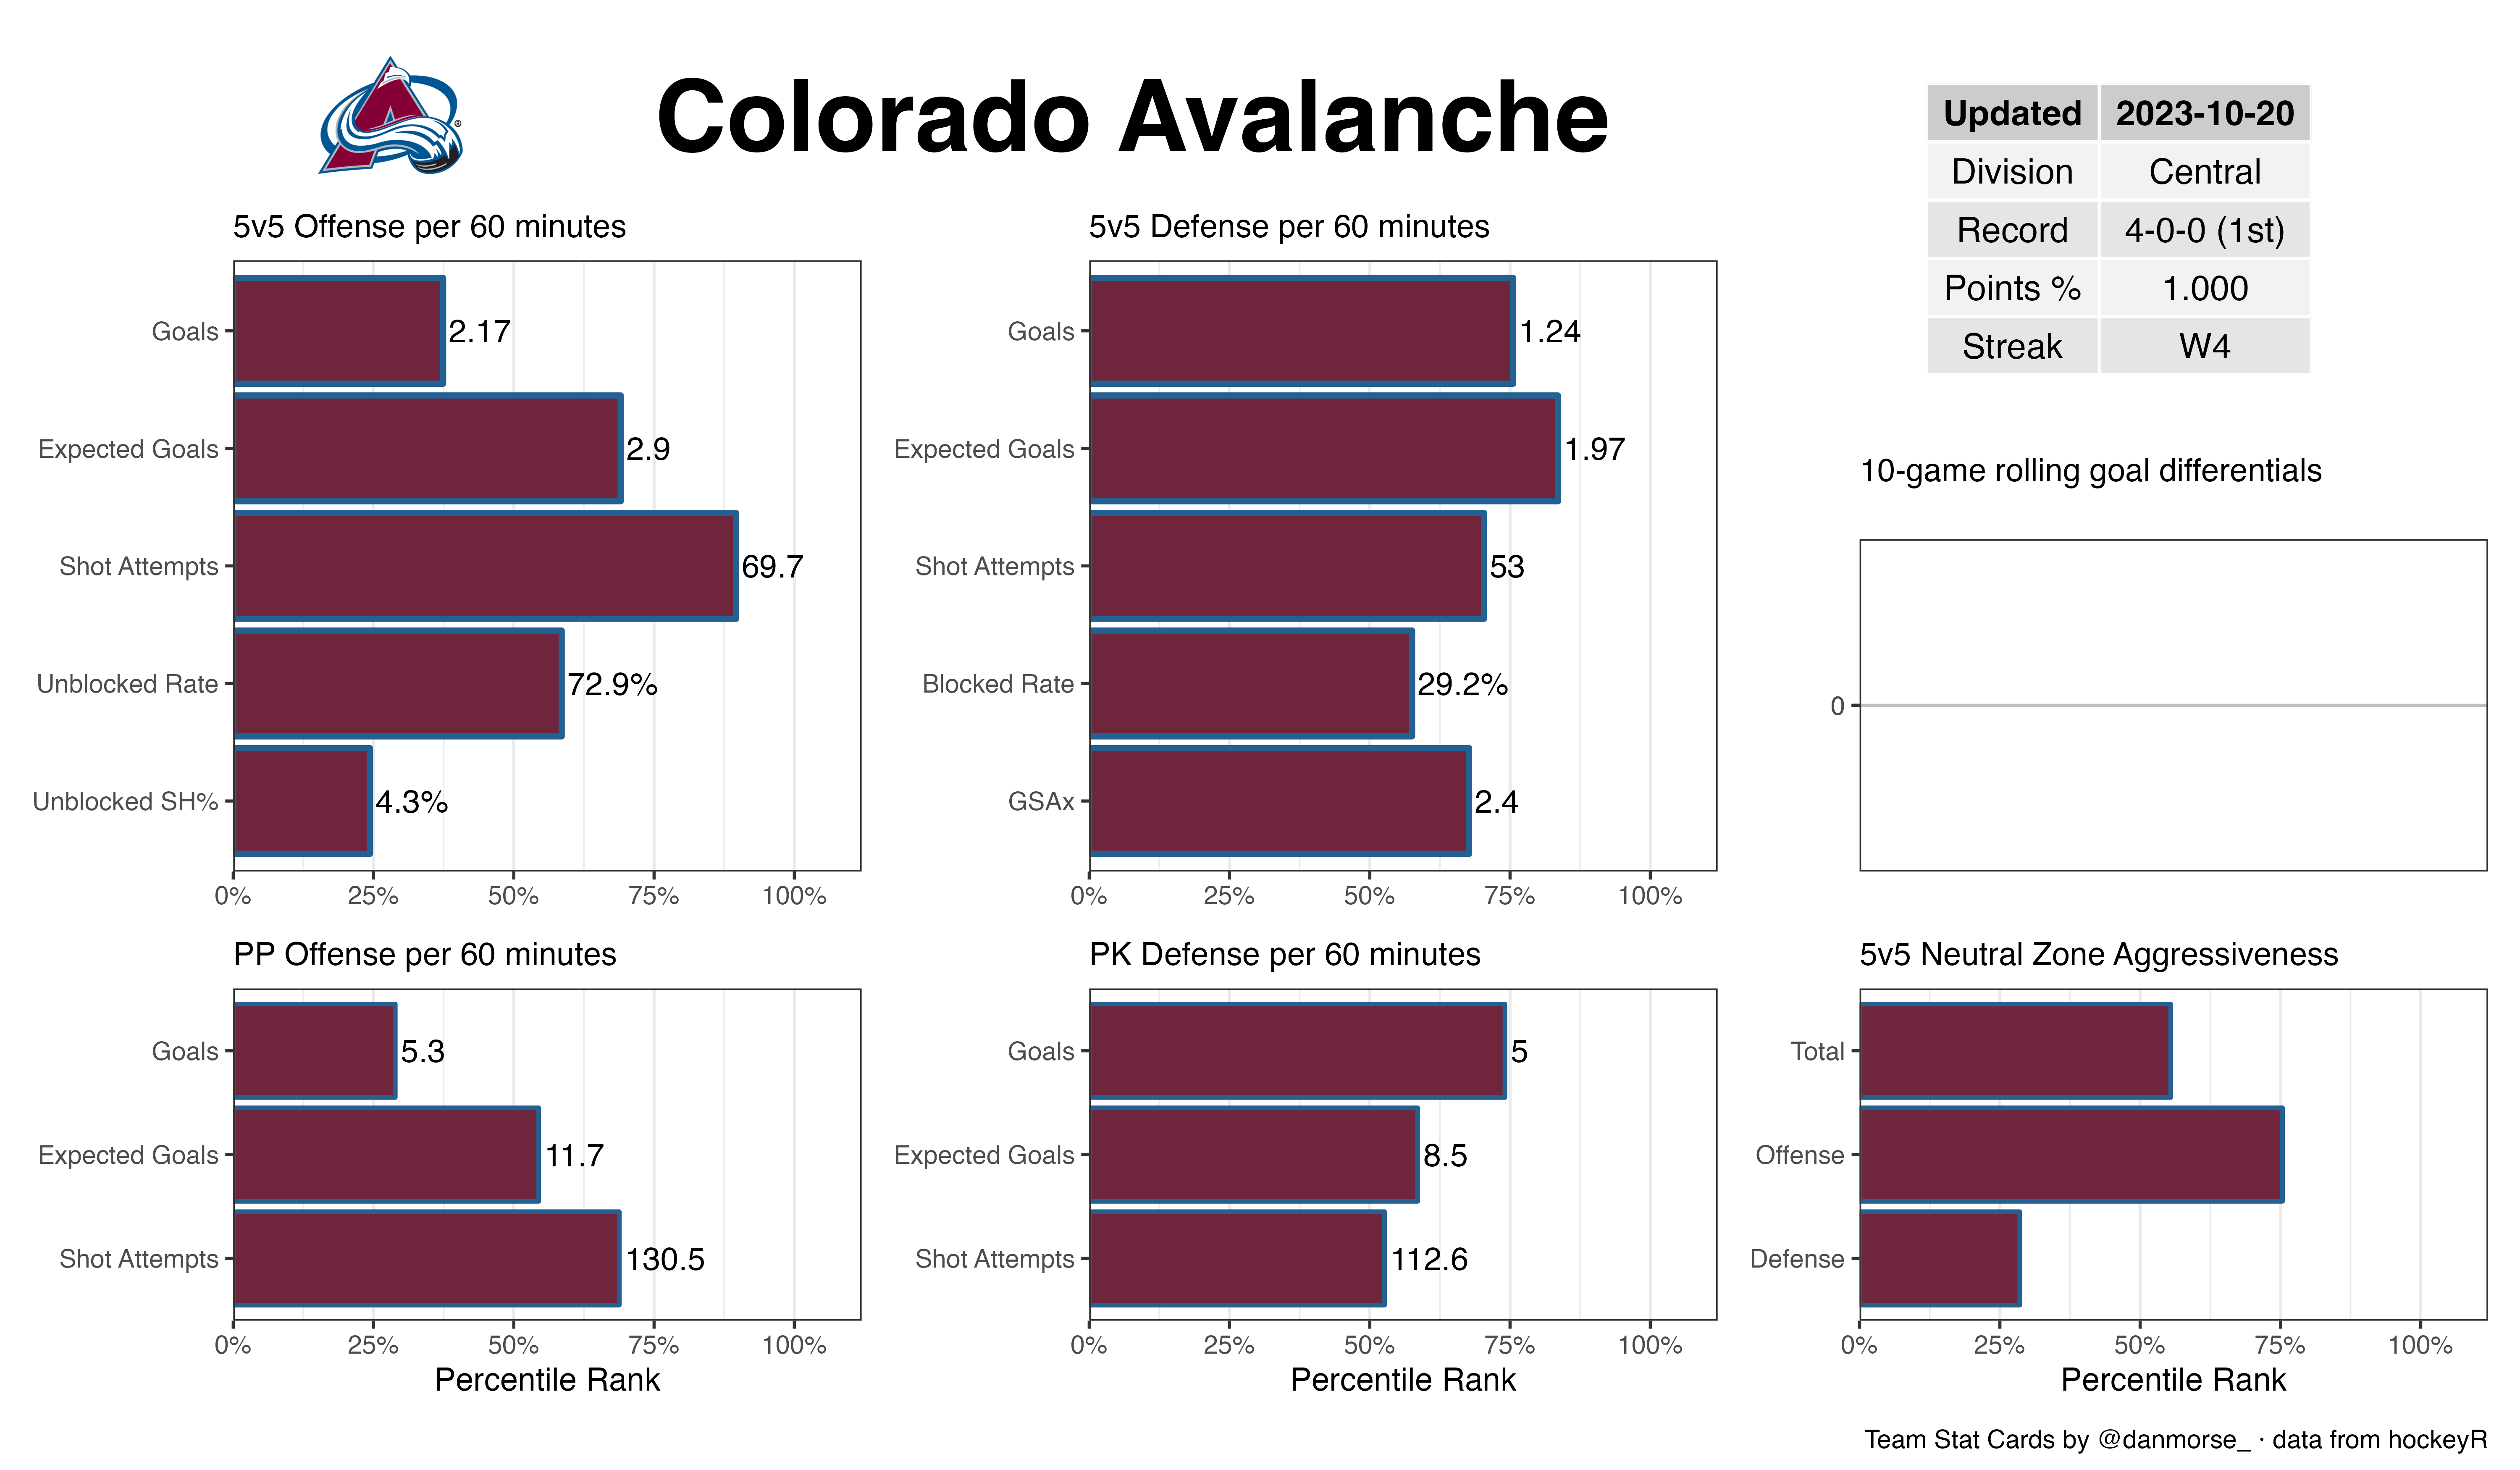 Colorado Avalanche
Updated 2023-10-20
Division Central
Record 4-0-0 (1st)
Points % 1.000
Streak W4
5v5 Offense per 60 minutes
Goals 2.17
Expected Goals 2.9
Shot Attempts 69.7
Unblocked Rate 72.9%
Unblocked SH% 4.3%
0% 25% 50% 75% 100%
5v5 Defense per 60 minutes
Goals 1.24
Expected Goals 1.97
Shot Attempts 53
Blocked Rate 29.2%
GSAx 2.4
0% 25% 50% 75% 100%
10-game rolling goal differentials
0
PP Offense per 60 minutes
Goals 5.3
Expected Goals 11.7
Shot Attempts 130.5
0% 25% 50% 75% 100%
Percentile Rank
PK Defense per 60 minutes
Goals 5
Expected Goals 8.5
Shot Attempts 112.6
0% 25% 50% 75% 100%
Percentile Rank
5v5 Neutral Zone Aggressiveness
Total
Offense
Defense
0% 25% 50% 75% 100%
Percentile Rank
Team Stat Cards by @danmorse_ · data from hockeyR